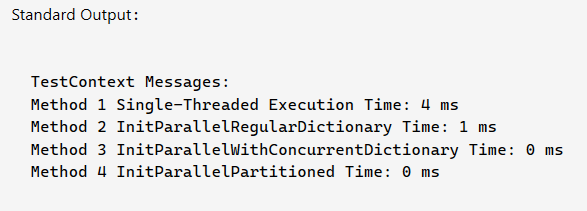 Standard Output:
TestContext Messages:
Method 1 Single-Threaded Execution Time: 4 ms
Method 2 InitParallelRegularDictionary Time: 1 ms
Method 3 InitParallelWithConcurrentDictionary Time: 0 ms
Method 4 InitParallelPartitioned Time: 0 ms